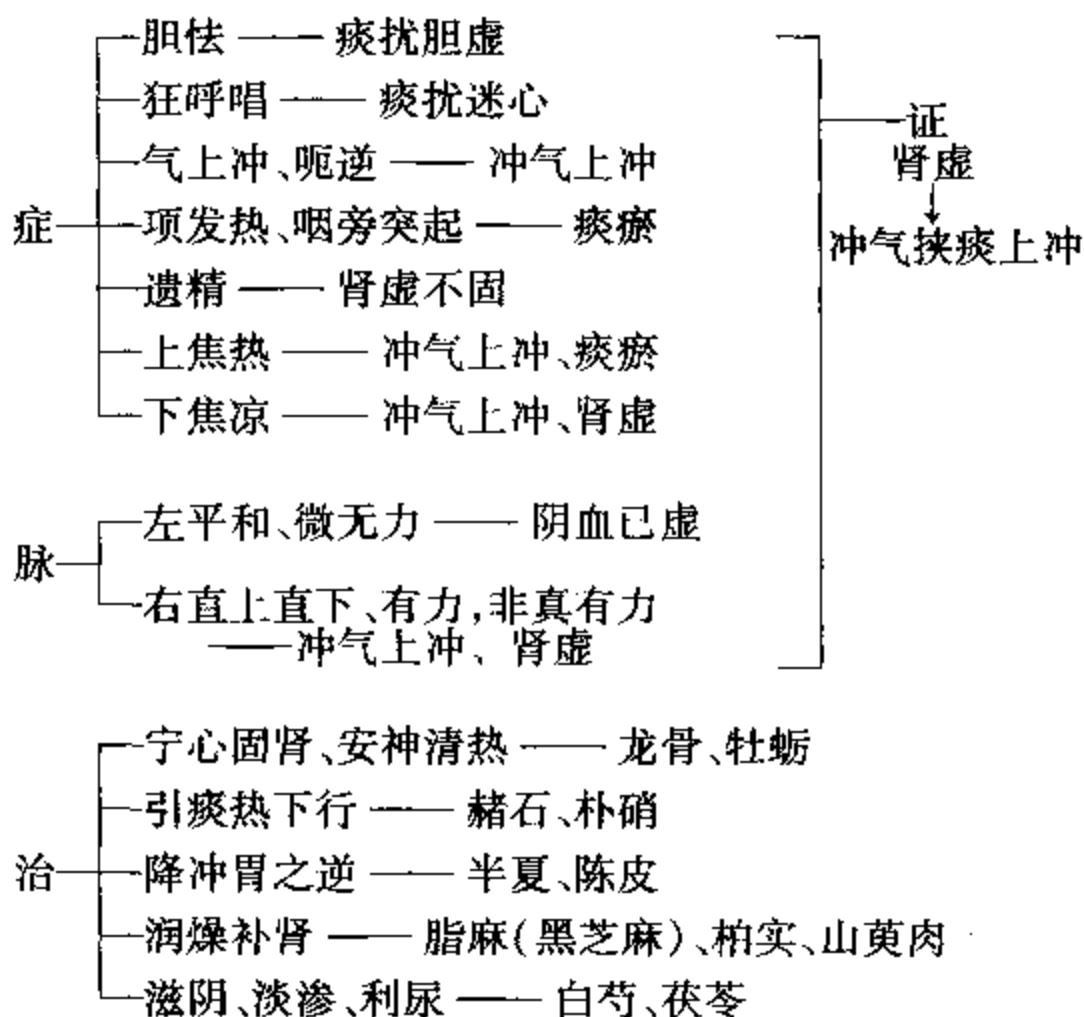 症
胆怯——痰扰胆虚
狂呼唱——痰扰迷心
气上冲、呃逆——冲气上冲
项发热、咽旁突起——痰瘀
遗精——肾虚不固
上焦热——冲气上冲、痰瘀
下焦凉——冲气上冲、肾虚
脉
左平和、微无力——阴血已虚
右直上直下、有力,非真有力
——冲气上冲、肾虚
证
肾虚
冲气挟痰上冲
治
宁心固肾、安神清热——龙骨、牡蛎
引痰热下行——赭石、朴硝
降冲胃之逆——半夏、陈皮
润燥补肾——脂麻(黑芝麻)、柏实、山萸肉
滋阴、淡渗、利尿——白芍、茯苓